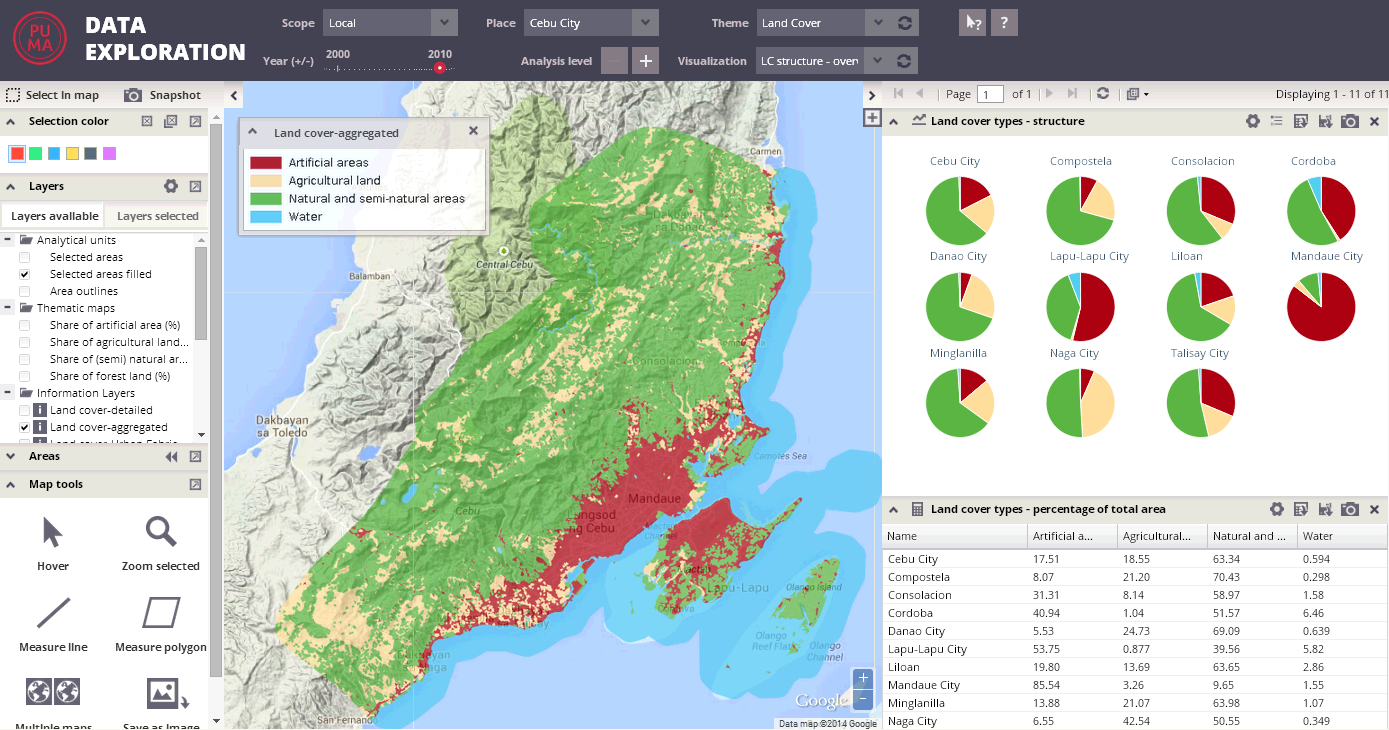 PU
MA
DATA
EXPLORATION
Scope Local Place Cebu City Theme Land Cover
Year (+/-) 2000 2010 Analysis level Visualization LC structure - over
Select in map Snapshot
Selection color
Layers
Layers available Layers selected
Analytical units
Selected areas
Selected areas filled
Area outlines
Thematic maps
Share of artificial area (%)
Share of agricultural land...
Share of (semi) natural ar...
Share of forest land (%)
Information Layers
Land cover-detailed
Land cover-aggregated
Areas
Map tools
Hover Zoom selected
Measure line Measure polygon
Multiple maps Save as image
Land cover-aggregated
Artificial areas
Agricultural land
Natural and semi-natural areas
Water
Carmen
Dakbayan
sa Danao
Central Cebu
Balamban
Consolacion
Dakbayan
sa Toledo
Camotes Sea
Cebu
Mandaue
Lungsod
ng Cebu
Mactan
Channel
Mactan
Lapu-Lapu
Olango Island
Cordova
Olango
Reef Flat
Olango
Channel
San Fernando
Google
Data map ©2014 Google
Page 1 of 1 Displaying 1 - 11 of 11
Land cover types - structure
Cebu City Compostela Consolacion Cordoba
Danao City Lapu-Lapu City Liloan Mandaue City
Minglanilla Naga City Talisay City
Land cover types - percentage of total area
Name Artificial a... Agricultural... Natural and ... Water
Cebu City 17.51 18.55 63.34 0.594
Compostela 8.07 21.20 70.43 0.298
Consolacion 31.31 8.14 58.97 1.58
Cordoba 40.94 1.04 51.57 6.46
Danao City 5.53 24.73 69.09 0.639
Lapu-Lapu City 53.75 0.877 39.56 5.82
Liloan 19.80 13.69 63.65 2.86
Mandaue City 85.54 3.26 9.65 1.55
Minglanilla 13.88 21.07 63.98 1.07
Naga City 6.55 42.54 50.55 0.349